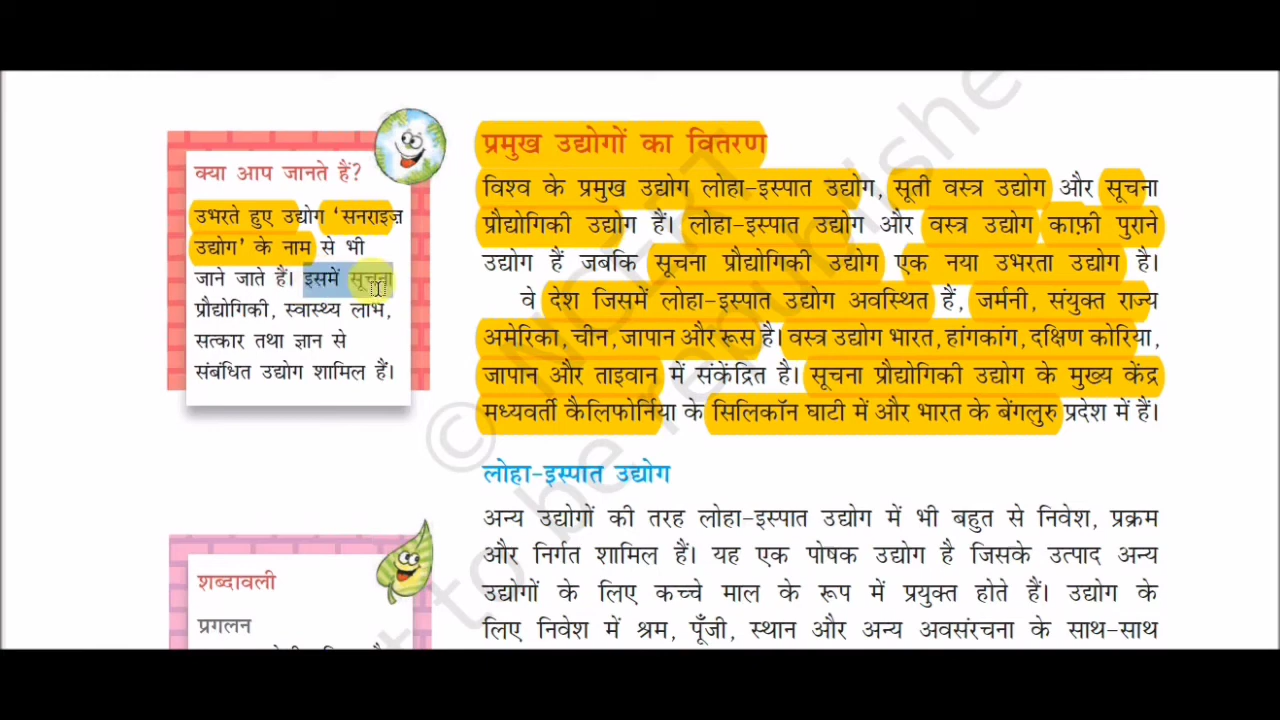 क्या आप जानते हैं?
उभरते हुए उद्योग ‘सनराइज़
उद्योग’ के नाम से भी
जाने जाते हैं। इसमें सूचना
प्रौद्योगिकी, स्वास्थ्य लाभ,
सत्कार तथा ज्ञान से
संबंधित उद्योग शामिल हैं।
शब्दावली
प्रगलन
प्रमुख उद्योगों का वितरण
विश्व के प्रमुख उद्योग लोहा-इस्पात उद्योग, सूती वस्त्र उद्योग और सूचना
प्रौद्योगिकी उद्योग हैं। लोहा-इस्पात उद्योग और वस्त्र उद्योग काफ़ी पुराने
उद्योग हैं जबकि सूचना प्रौद्योगिकी उद्योग एक नया उभरता उद्योग है।
वे देश जिसमें लोहा-इस्पात उद्योग अवस्थित हैं, जर्मनी, संयुक्त राज्य
अमेरिका, चीन, जापान और रूस है। वस्त्र उद्योग भारत, हांगकांग, दक्षिण कोरिया,
जापान और ताइवान में संकेंद्रित है। सूचना प्रौद्योगिकी उद्योग के मुख्य केंद्र
मध्यवर्ती कैलिफोर्निया के सिलिकॉन घाटी में और भारत के बेंगलुरु प्रदेश में हैं।
लोहा-इस्पात उद्योग
अन्य उद्योगों की तरह लोहा-इस्पात उद्योग में भी बहुत से निवेश, प्रक्रम
और निर्गत शामिल हैं। यह एक पोषक उद्योग है जिसके उत्पाद अन्य
उद्योगों के लिए कच्चे माल के रूप में प्रयुक्त होते हैं। उद्योग के
लिए निवेश में श्रम, पूँजी, स्थान और अन्य अवसंरचना के साथ-साथ